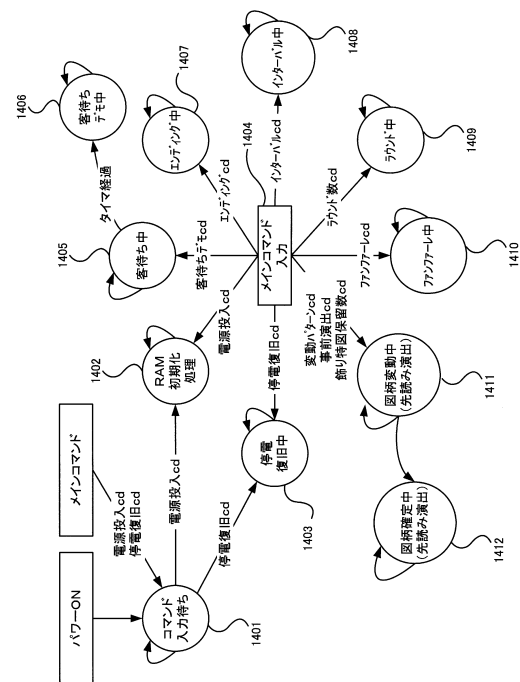 パワーON
メインコマンド
電源投入cd
停電復旧cd
コマンド
入力待ち
1401
電源投入cd
停電復旧cd
RAM
初期化
処理
1402
停電
復旧中
1403
電源投入cd
停電復旧cd
メインコマンド
入力
1404
客待ちデモcd
客待ち中
1405
タイマ経過
客待ち
デモ中
1406
エンディングcd
エンディング中
1407
インターバルcd
インターバル中
1408
ラウンド数cd
ラウンド中
1409
ファンファーレcd
ファンファーレ中
1410
変動パターンcd
事前演出cd
飾り特図保留数cd
図柄変動中
(先読み演出)
1411
図柄確定中
(先読み演出)
1412